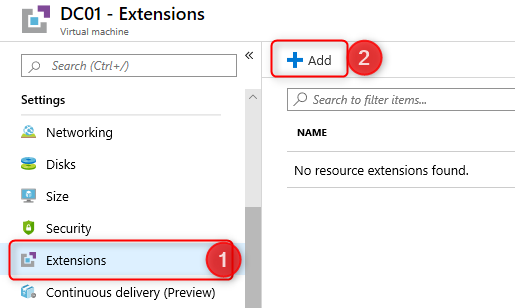 DC01 - Extensions
Virtual machine
Search (Ctrl+/)
«
Add
2
Search to filter items...
Settings
NAME
Networking
Disks
No resource extensions found.
Size
Security
Extensions
1
Continuous delivery (Preview)